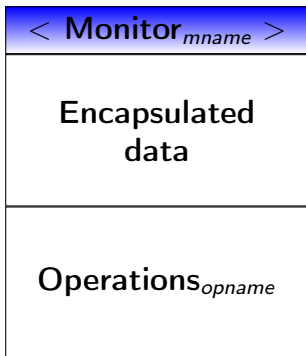 < Monitor_mname >
Encapsulated
data
Operations_opname